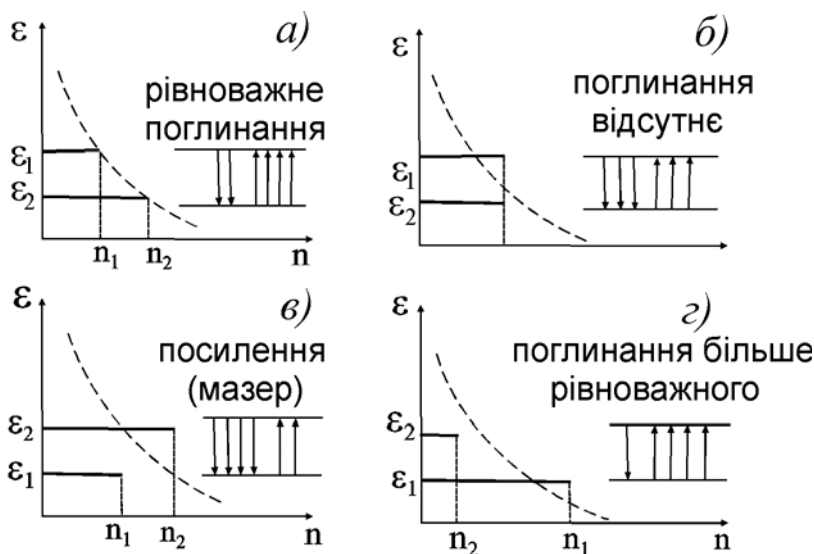 ε
а)
рівноважне
поглинання
ε₁
ε₂
n₁
n₂
n
ε
б)
поглинання
відсутнє
ε₁
ε₂
n
ε
в)
посилення
(мазер)
ε₂
ε₁
n₁
n₂
n
ε
г)
поглинання більше
рівноважного
ε₂
ε₁
n₂
n₁
n